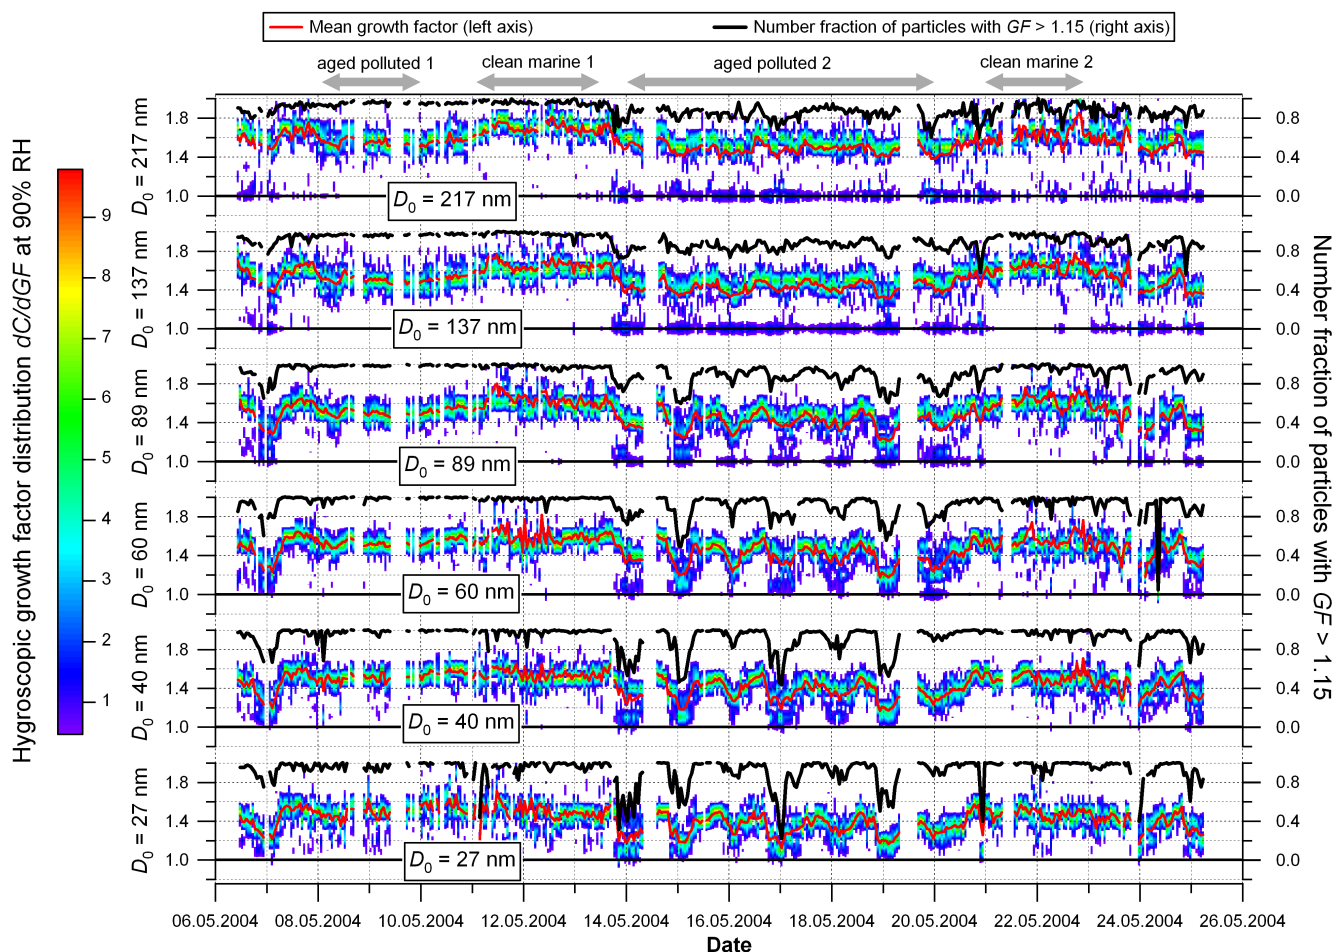 Mean growth factor (left axis) Number fraction of particles with GF > 1.15 (right axis)
aged polluted 1 clean marine 1 aged polluted 2 clean marine 2
Hygroscopic growth factor distribution dC/dGF at 90% RH
9
8
7
6
5
4
3
2
1
D0 = 217 nm
1.8
1.4
1.0
D0 = 217 nm
0.8
0.4
0.0
D0 = 137 nm
1.8
1.4
1.0
D0 = 137 nm
0.8
0.4
0.0
D0 = 89 nm
1.8
1.4
1.0
D0 = 89 nm
0.8
0.4
0.0
D0 = 60 nm
1.8
1.4
1.0
D0 = 60 nm
0.8
0.4
0.0
D0 = 40 nm
1.8
1.4
1.0
D0 = 40 nm
0.8
0.4
0.0
D0 = 27 nm
1.8
1.4
1.0
D0 = 27 nm
0.8
0.4
0.0
Number fraction of particles with GF > 1.15
06.05.2004 08.05.2004 10.05.2004 12.05.2004 14.05.2004 16.05.2004 18.05.2004 20.05.2004 22.05.2004 24.05.2004 26.05.2004
Date